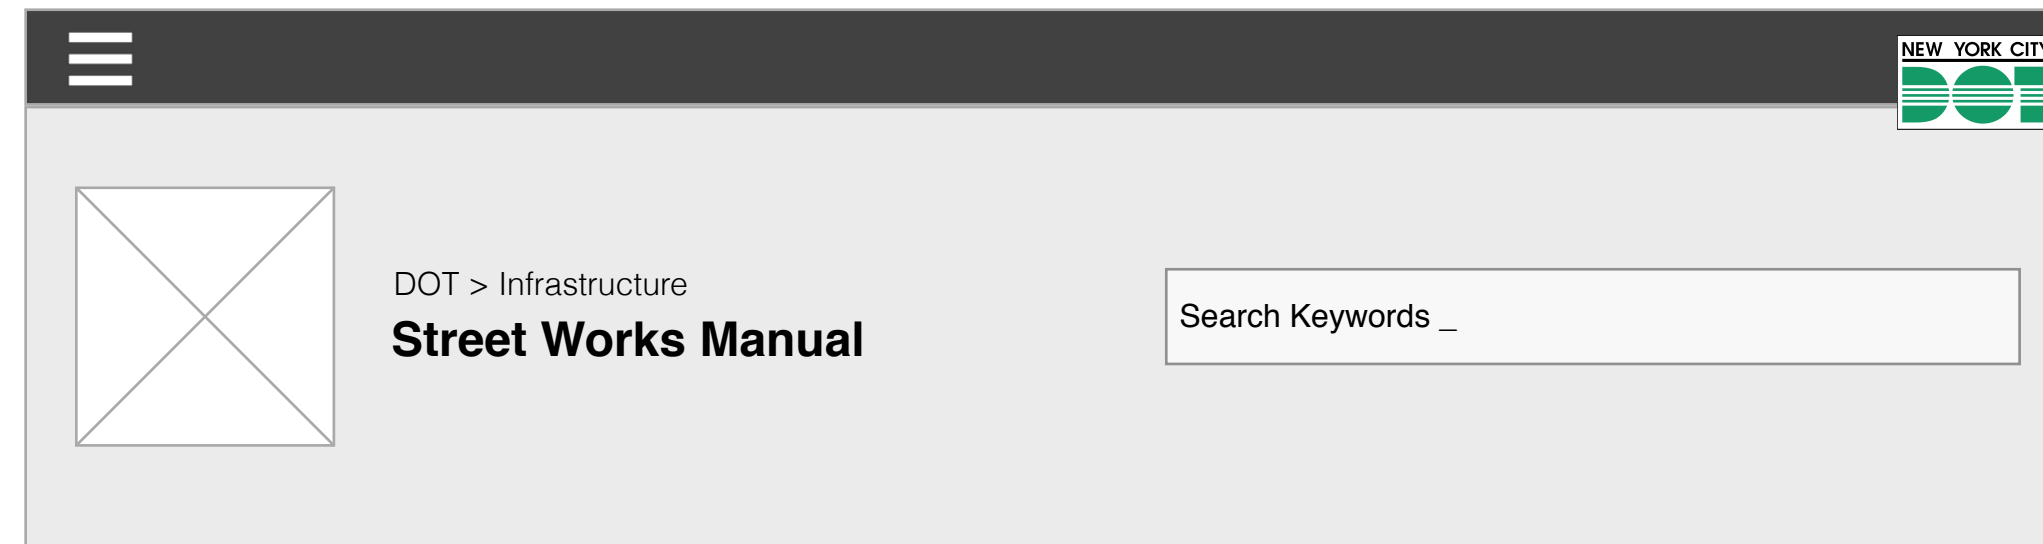 NEW YORK CITY
DOT
DOT > Infrastructure
Street Works Manual
Search Keywords _